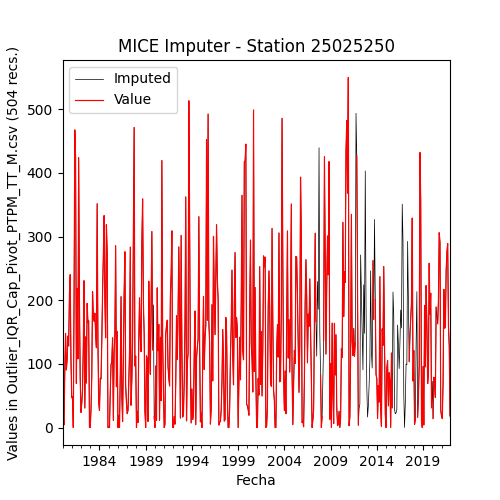 MICE Imputer - Station 25025250
Imputed
Value
Values in Outlier_IQR_Cap_Pivot_PTPM_TT_M.csv (504 recs.)
500
400
300
200
100
0
1984 1989 1994 1999 2004 2009 2014 2019
Fecha